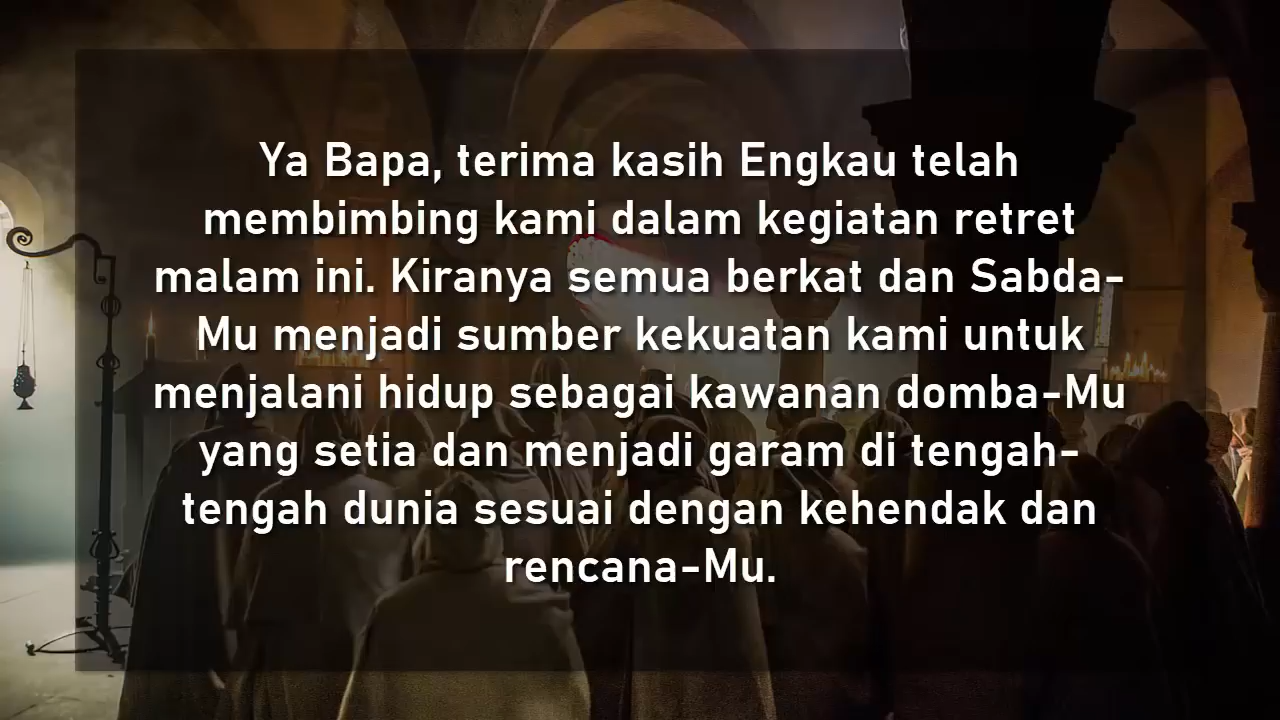 Ya Bapa, terima kasih Engkau telah
membimbing kami dalam kegiatan retret
malam ini. Kiranya semua berkat dan Sabda-
Mu menjadi sumber kekuatan kami untuk
menjalani hidup sebagai kawanan domba-Mu
yang setia dan menjadi garam di tengah-
tengah dunia sesuai dengan kehendak dan
rencana-Mu.